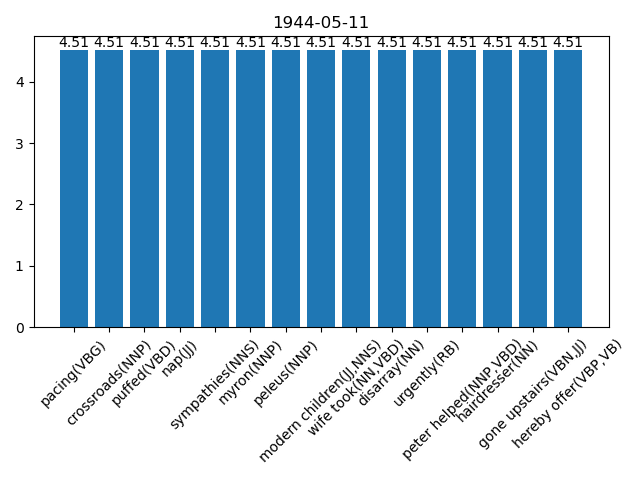 1944-05-11
4.51 4.51 4.51 4.51 4.51 4.51 4.51 4.51 4.51 4.51 4.51 4.51 4.51 4.51 4.51
4
3
2
1
0
pacing(VBG)
crossroads(NNP)
puffed(VBD)
nap(JJ)
sympathies(NNS)
myron(NNP)
peleus(NNP)
modern children(JJ,NNS)
wife took(NN,VBD)
disarray(NN)
urgently(RB)
peter helped(NNP,VBD)
hairdresser(NN)
gone upstairs(VBN,JJ)
hereby offer(VBP,VB)